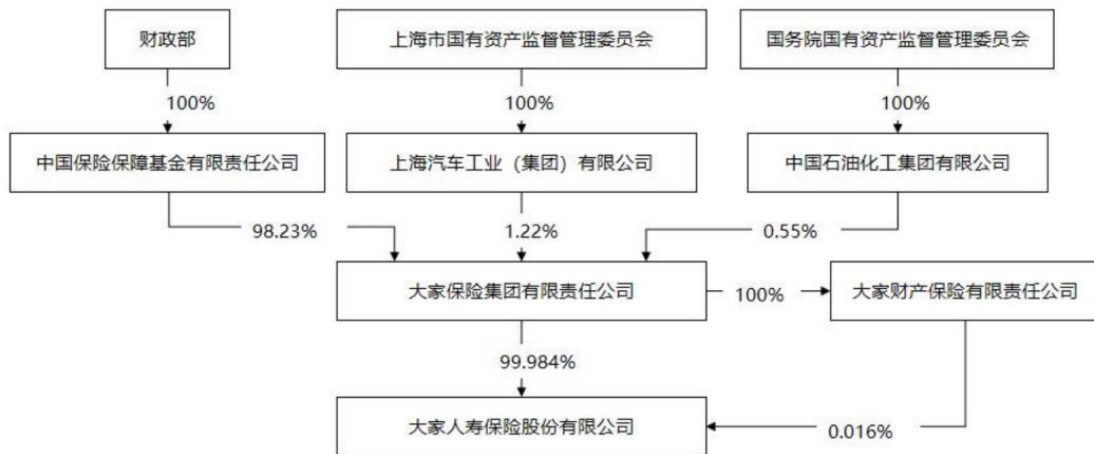 财政部
上海市国有资产监督管理委员会
国务院国有资产监督管理委员会
100%
100%
100%
中国保险保障基金有限责任公司
上海汽车工业（集团）有限公司
中国石油化工集团有限公司
98.23%
1.22%
0.55%
大家保险集团有限责任公司
100%
大家财产保险有限责任公司
99.984%
大家人寿保险股份有限公司
0.016%